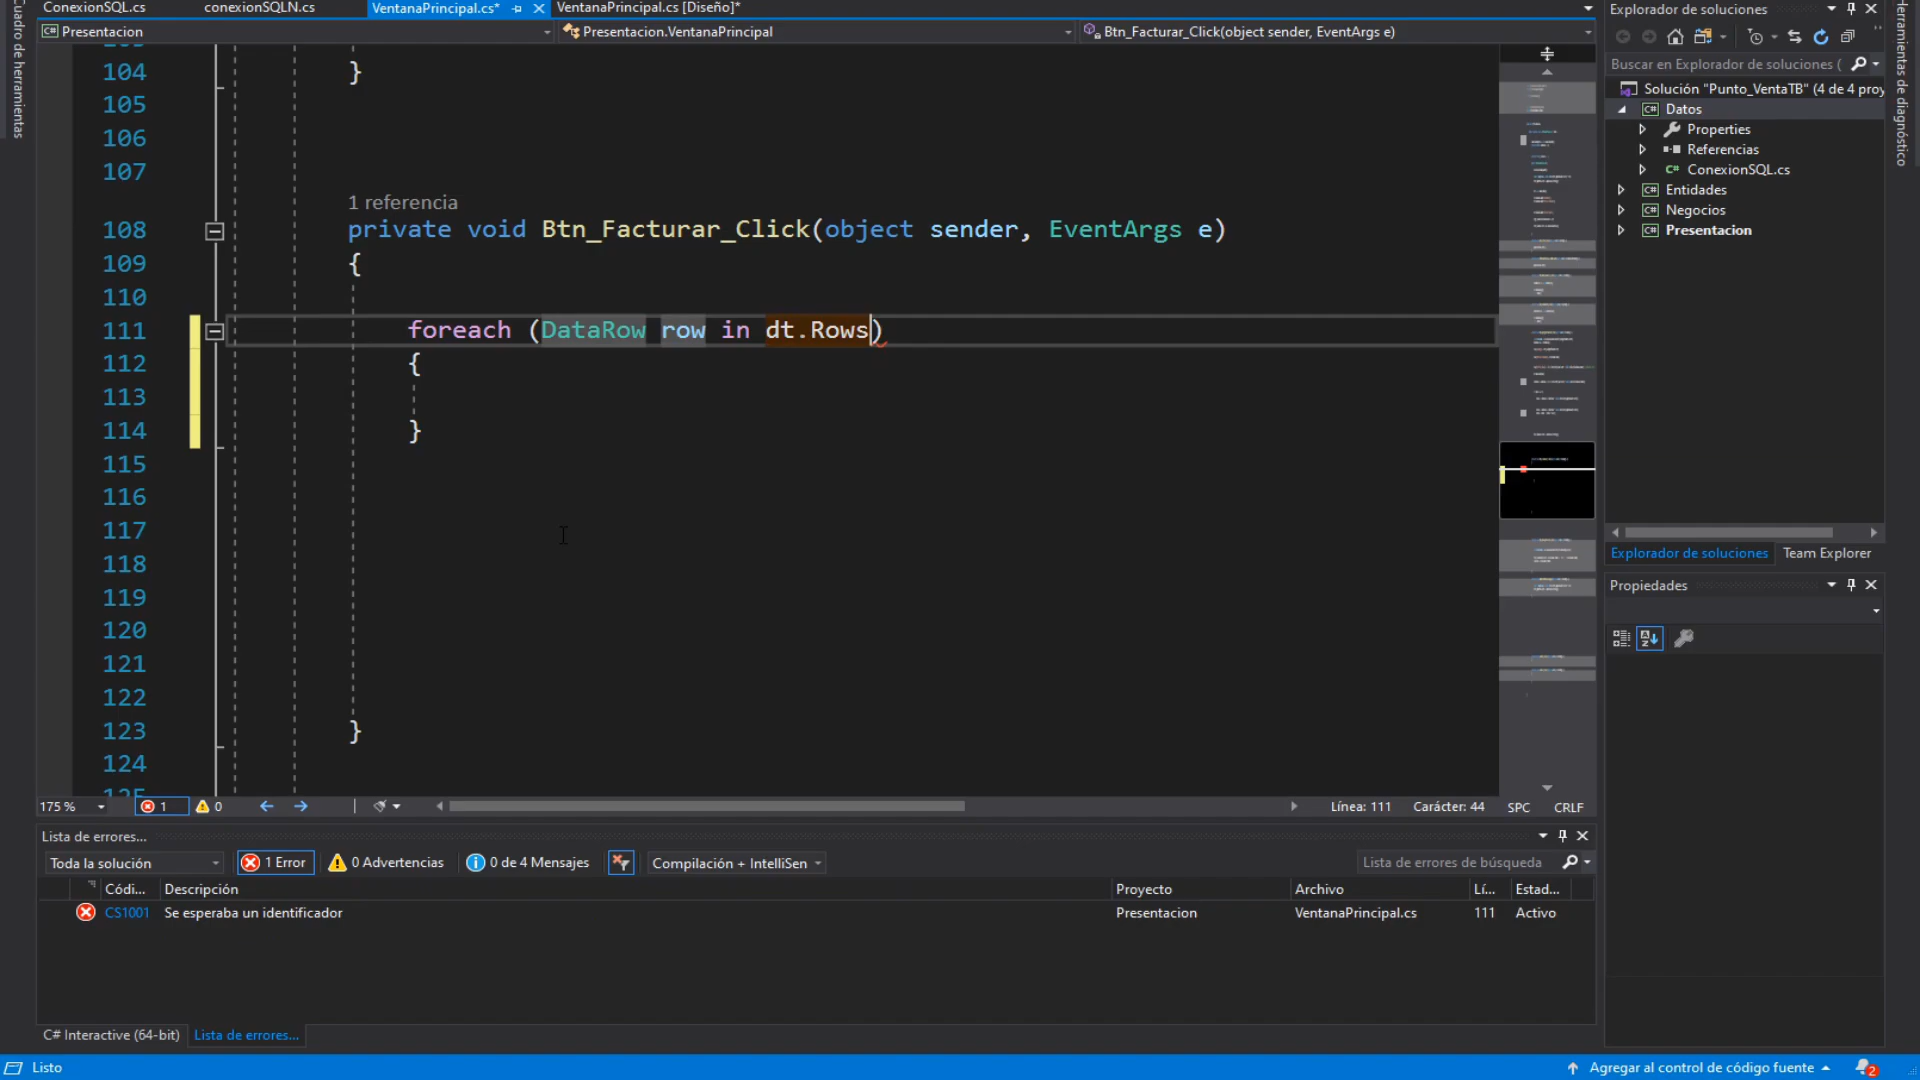 ConexionSQL.cs
conexionSQLN.cs
VentanaPrincipal.cs*
VentanaPrincipal.cs [Diseño]*
Presentacion
Presentacion.VentanaPrincipal
Btn_Facturar_Click(object sender, EventArgs e)
Cuadro de herramientas
104 }
105
106
107
1 referencia
108 private void Btn_Facturar_Click(object sender, EventArgs e)
109 {
110
111 foreach (DataRow row in dt.Rows)
112 {
113
114 }
115
116
117
118
119
120
121
122
123 }
124
175 %
1
0
Línea: 111
Carácter: 44
SPC
CRLF
Explorador de soluciones
Buscar en Explorador de soluciones (
Solución "Punto_VentaTB" (4 de 4 proy
Datos
Properties
Referencias
ConexionSQL.cs
Entidades
Negocios
Presentacion
Explorador de soluciones
Team Explorer
Propiedades
Herramientas de diagnóstico
Lista de errores...
Toda la solución
1 Error
0 Advertencias
0 de 4 Mensajes
Compilación + IntelliSen
Lista de errores de búsqueda
Códi... Descripción Proyecto Archivo Lí... Estad...
CS1001 Se esperaba un identificador Presentacion VentanaPrincipal.cs 111 Activo
C# Interactive (64-bit)
Lista de errores...
Listo
Agregar al control de código fuente
2